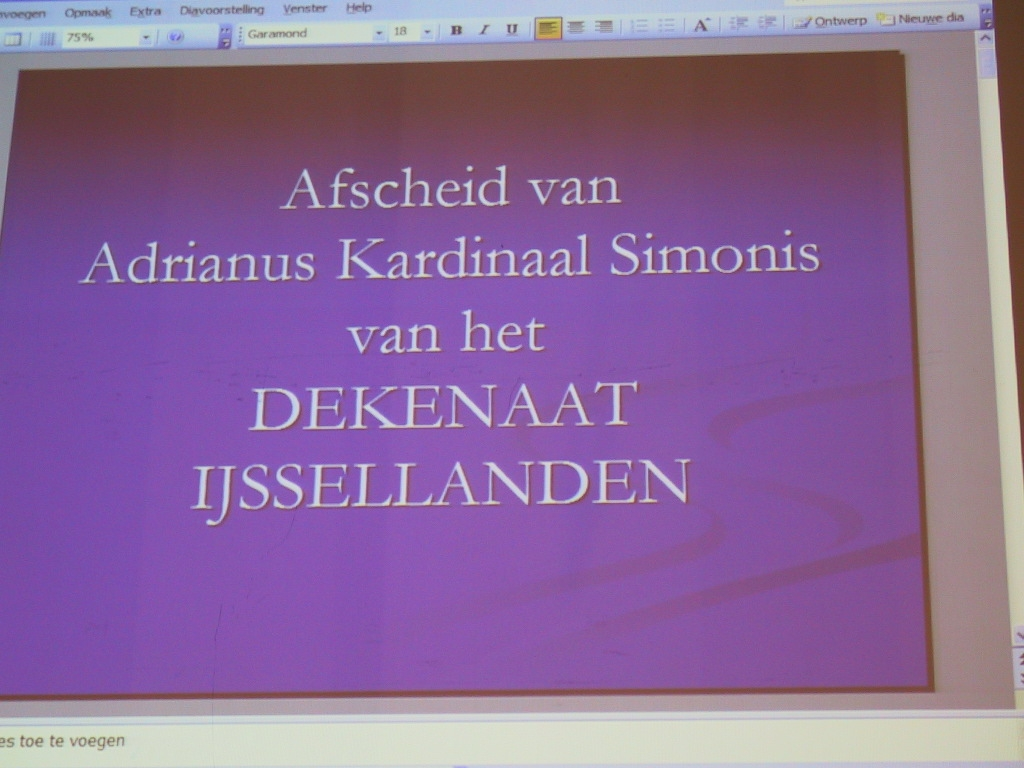 nvoegen Opmaak Extra Diavoorstelling Venster Help
75% Garamond 18 B I U A Ontwerp Nieuwe dia
Afscheid van
Adrianus Kardinaal Simonis
van het
DEKENAAT
IJSSELLANDEN
es toe te voegen